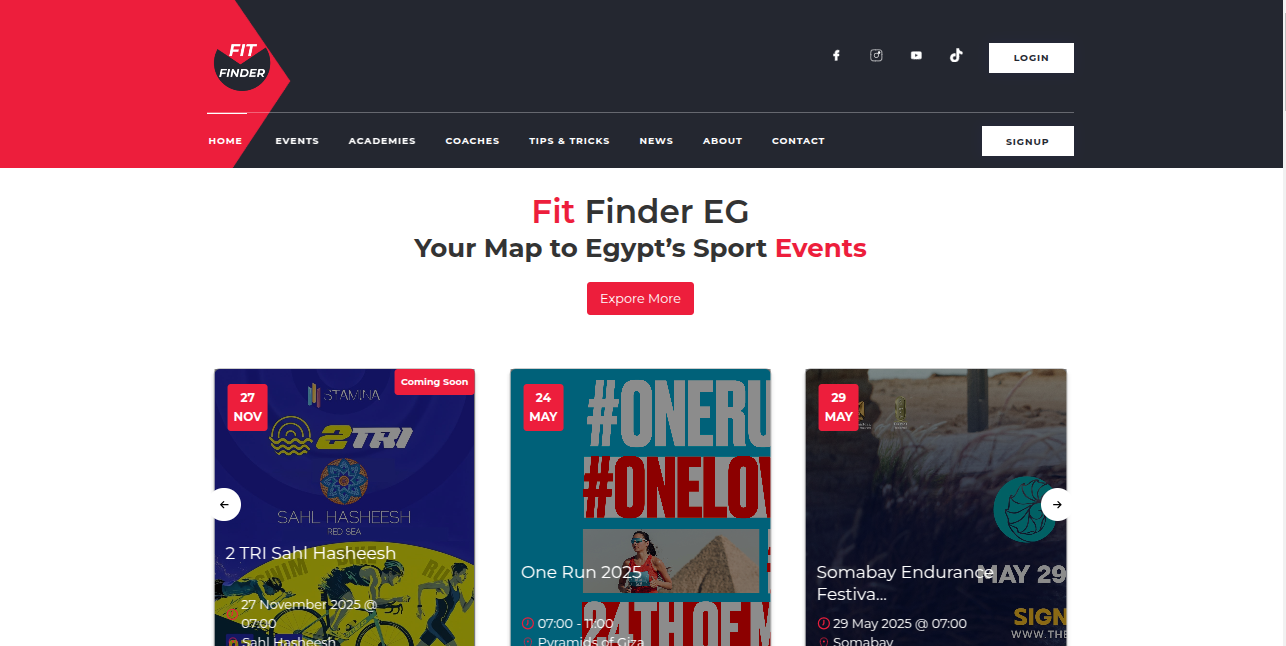 FIT
FINDER
LOGIN
HOME
EVENTS
ACADEMIES
COACHES
TIPS & TRICKS
NEWS
ABOUT
CONTACT
SIGNUP
Fit Finder EG
Your Map to Egypt’s Sport Events
Expore More
Coming Soon
27
NOV
STAMINA
2TRI
SAHL HASHEESH
RED SEA
2 TRI Sahl Hasheesh
SWIM
BIKE
RUN
27 November 2025 @
07:00
Sahl Hasheesh
24
MAY
#ONERU
#ONELOV
One Run 2025
24TH OF M
07:00 - 11:00
Pyramids of Giza
29
MAY
Somabay Endurance
Festiva...
MAY 29
29 May 2025 @ 07:00
SIGN
WWW.THE
Somabay